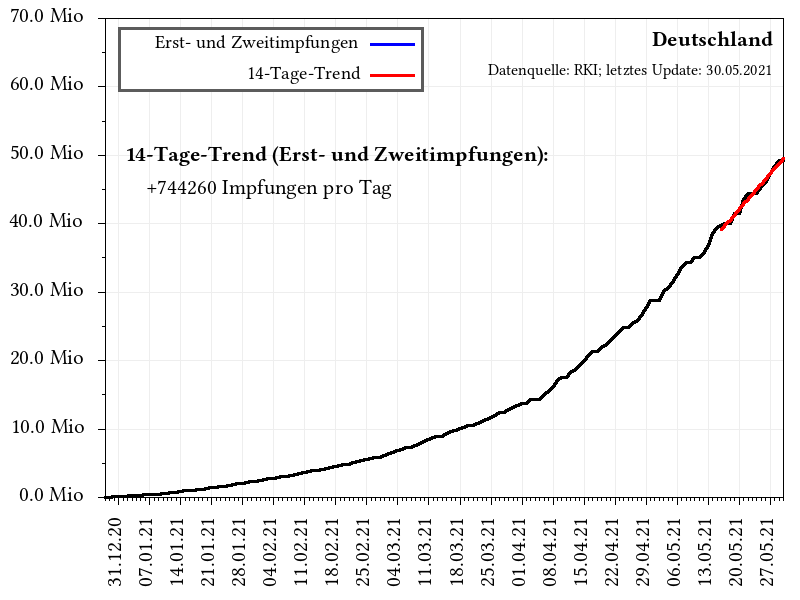 70.0 Mio
60.0 Mio
50.0 Mio
40.0 Mio
30.0 Mio
20.0 Mio
10.0 Mio
0.0 Mio
Erst- und Zweitimpfungen
14-Tage-Trend
Deutschland
Datenquelle: RKI; letztes Update: 30.05.2021
14-Tage-Trend (Erst- und Zweitimpfungen):
+744260 Impfungen pro Tag
31.12.20
07.01.21
14.01.21
21.01.21
28.01.21
04.02.21
11.02.21
18.02.21
25.02.21
04.03.21
11.03.21
18.03.21
25.03.21
01.04.21
08.04.21
15.04.21
22.04.21
29.04.21
06.05.21
13.05.21
20.05.21
27.05.21